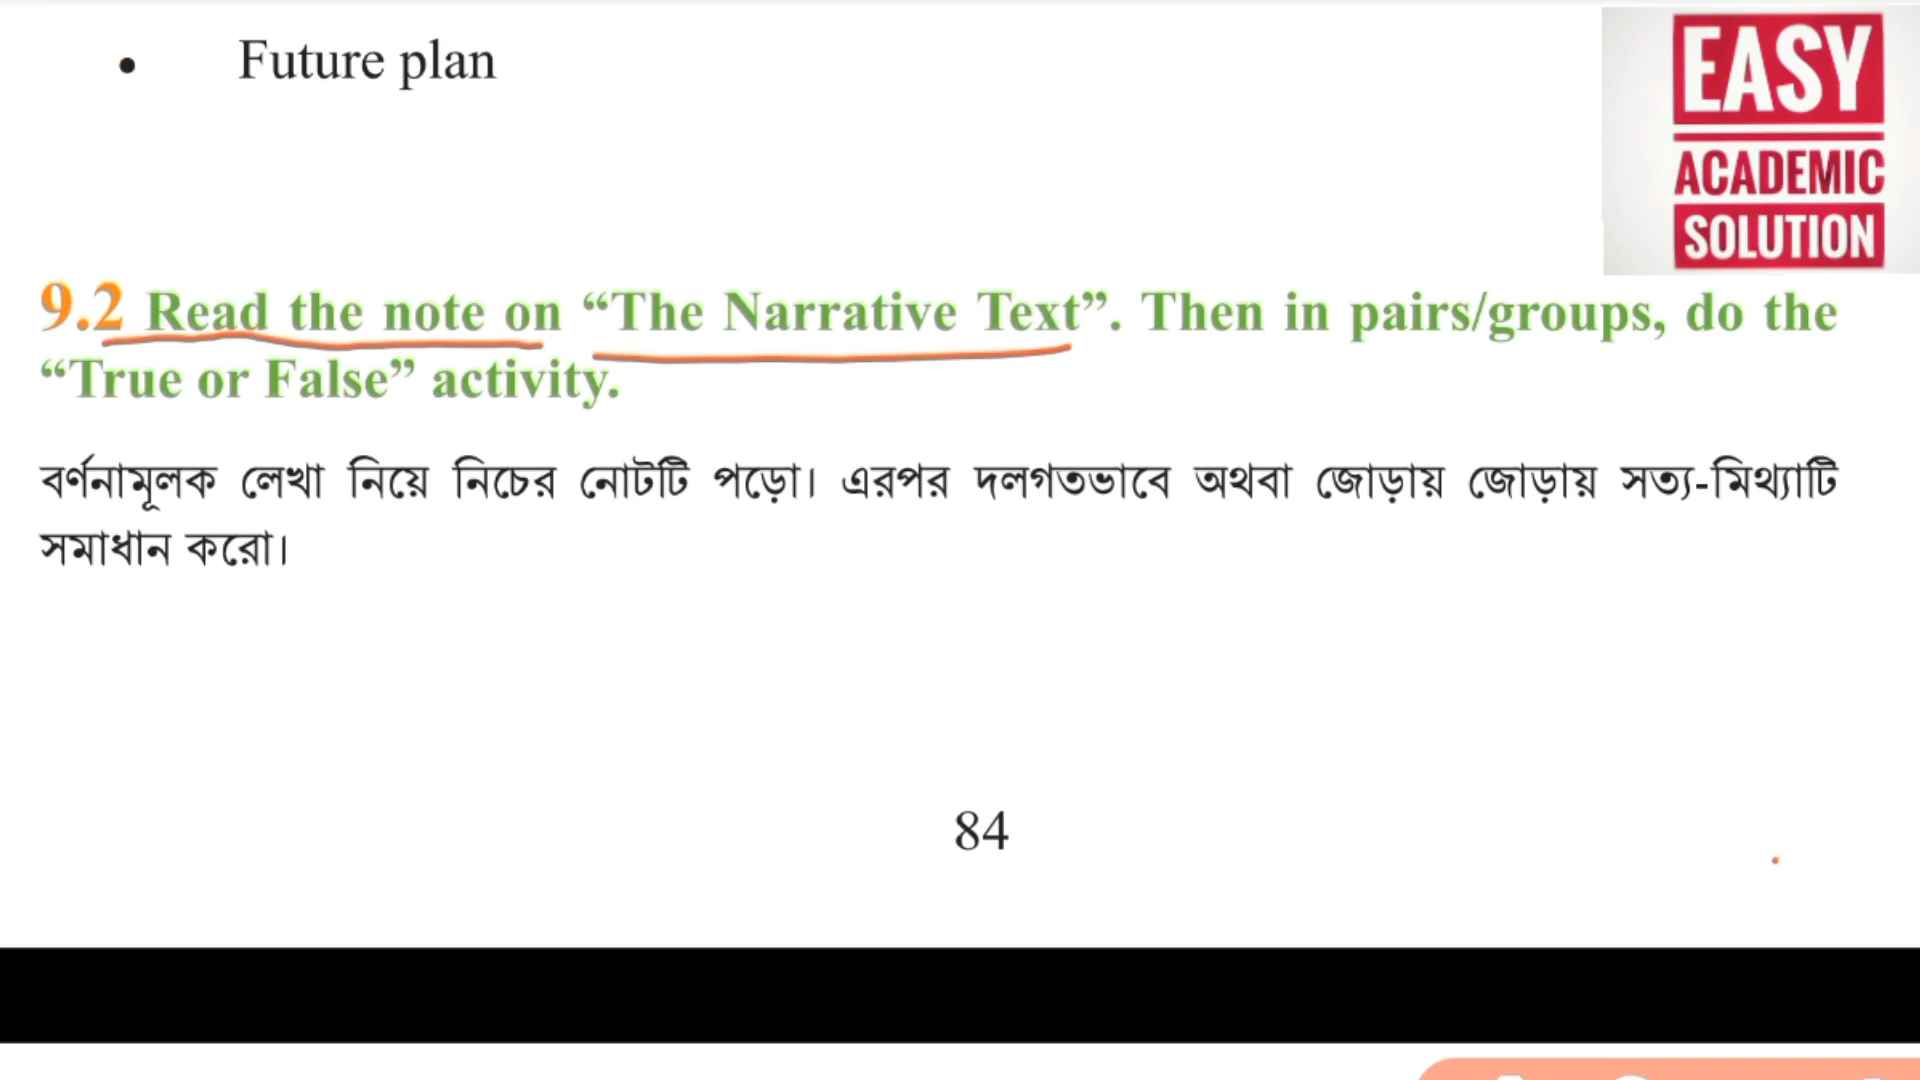 • Future plan
EASY
ACADEMIC
SOLUTION
9.2 Read the note on “The Narrative Text”. Then in pairs/groups, do the
“True or False” activity.
বর্ণনামূলক লেখা নিয়ে নিচের নোটটি পড়ো। এরপর দলগতভাবে অথবা জোড়ায় জোড়ায় সত্য-মিথ্যাটি
সমাধান করো।
84